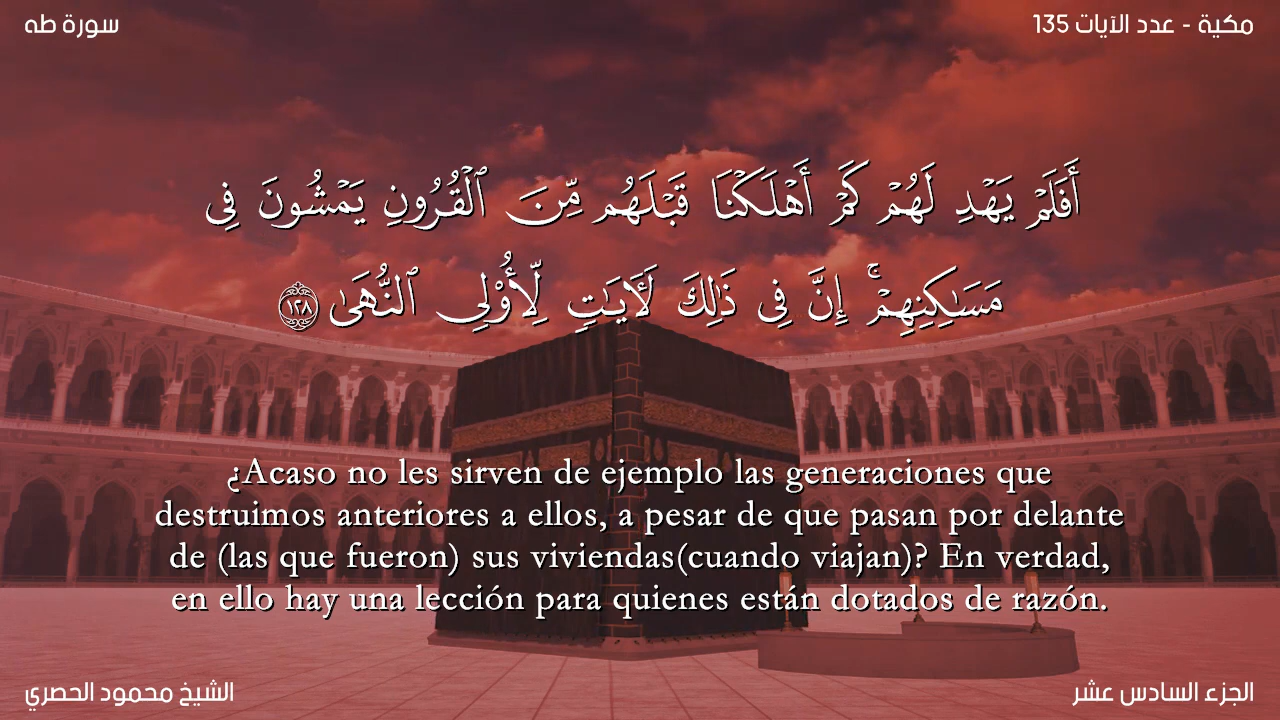 مكية - عدد الآيات 135
سورة طه
أَفَلَمْ يَهْدِ لَهُمْ كَمْ أَهْلَكْنَا قَبْلَهُم مِّنَ ٱلْقُرُونِ يَمْشُونَ فِى
مَسَـٰكِنِهِمْ ۚ إِنَّ فِى ذَٰلِكَ لَـَٔايَـٰتٍ لِّأُو۟لِى ٱلنُّهَىٰ ١٢٨
¿Acaso no les sirven de ejemplo las generaciones que
destruimos anteriores a ellos, a pesar de que pasan por delante
de (las que fueron) sus viviendas(cuando viajan)? En verdad,
en ello hay una lección para quienes están dotados de razón.
الجزء السادس عشر
الشيخ محمود الحصري